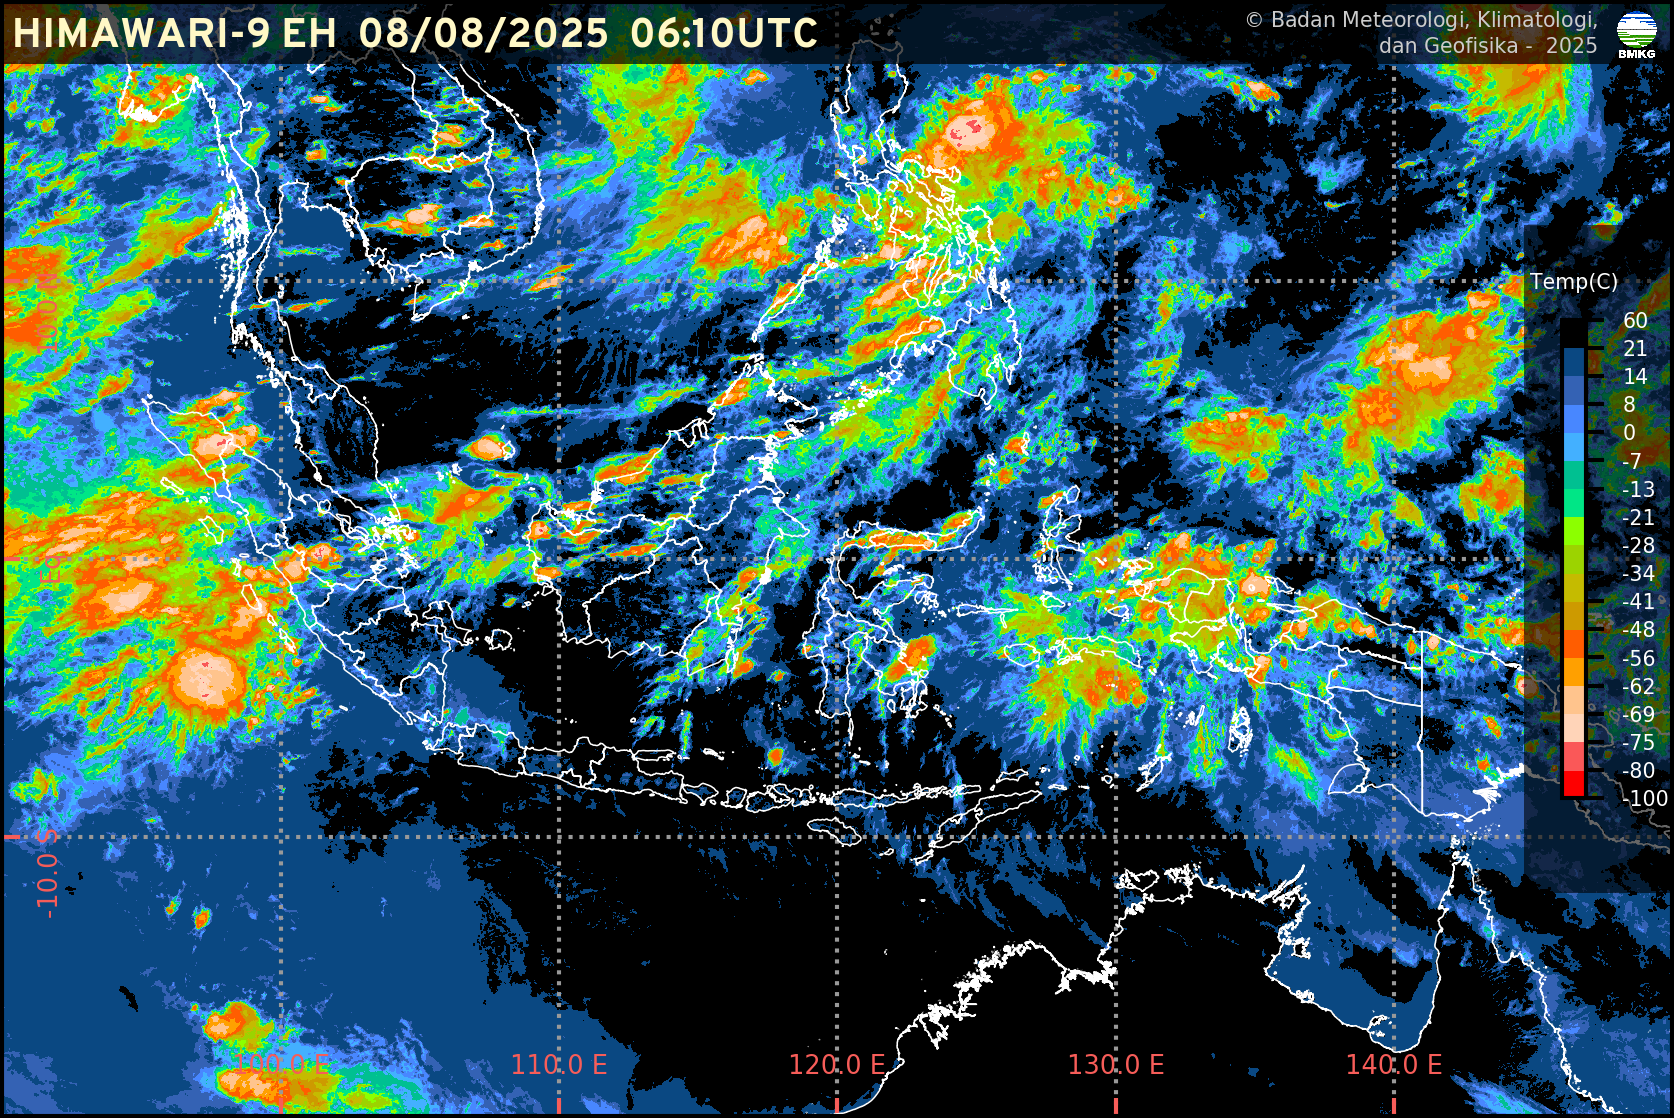 HIMAWARI-9 EH 08/08/2025 06:10UTC
© Badan Meteorologi, Klimatologi,
dan Geofisika - 2025
BMKG
Temp(C)
60
21
14
8
0
-7
-13
-21
-28
-34
-41
-48
-56
-62
-69
-75
-80
-100
10.0 N
-10.0 S
100.0 E
110.0 E
120.0 E
130.0 E
140.0 E